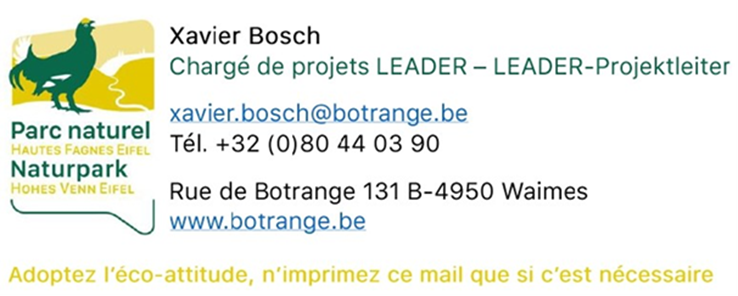 Xavier Bosch
Chargé de projets LEADER – LEADER-Projektleiter
xavier.bosch@botrange.be
Tél. +32 (0)80 44 03 90
Rue de Botrange 131 B-4950 Waimes
www.botrange.be
Parc naturel
HAUTES FAGNES EIFEL
Naturpark
HOHES VENN EIFEL
Adoptez l'éco-attitude, n'imprimez ce mail que si c'est nécessaire